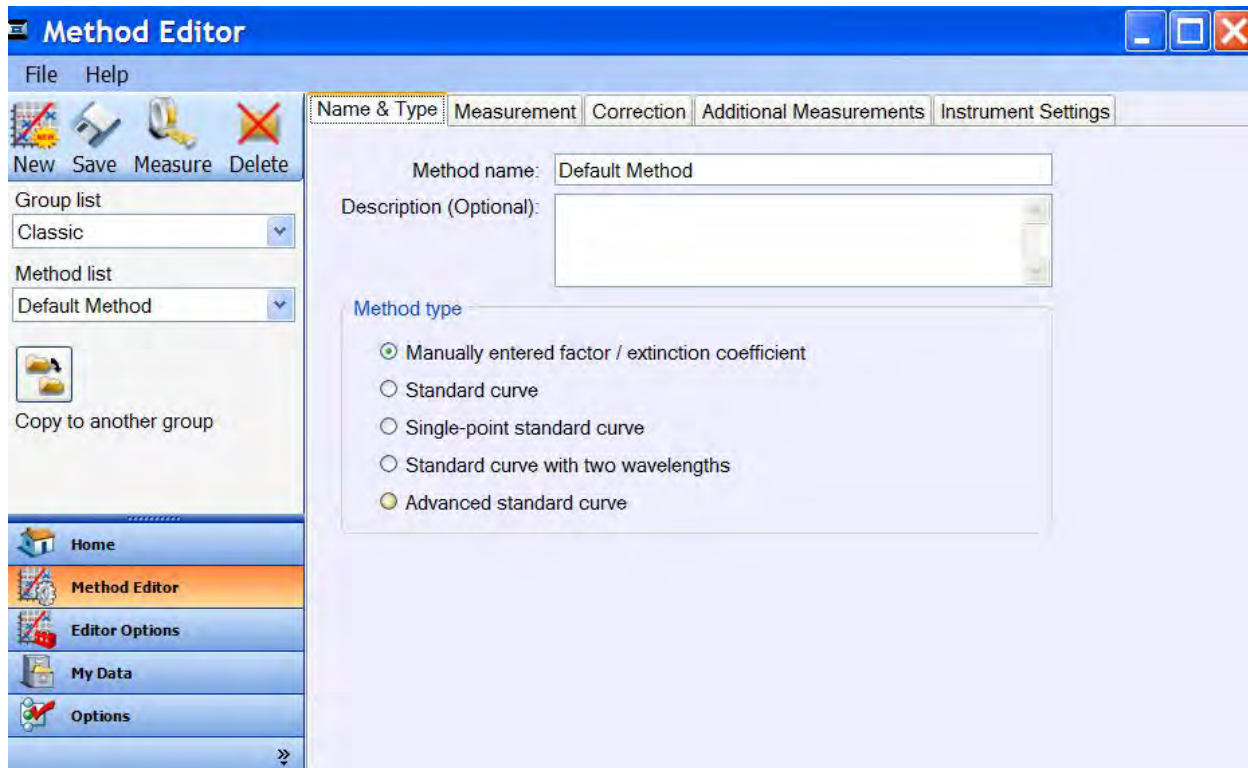 Method Editor
File Help
New Save Measure Delete
Group list
Classic
Method list
Default Method
Copy to another group
Home
Method Editor
Editor Options
My Data
Options
Name & Type Measurement Correction Additional Measurements Instrument Settings
Method name: Default Method
Description (Optional):
Method type
Manually entered factor / extinction coefficient
Standard curve
Single-point standard curve
Standard curve with two wavelengths
Advanced standard curve